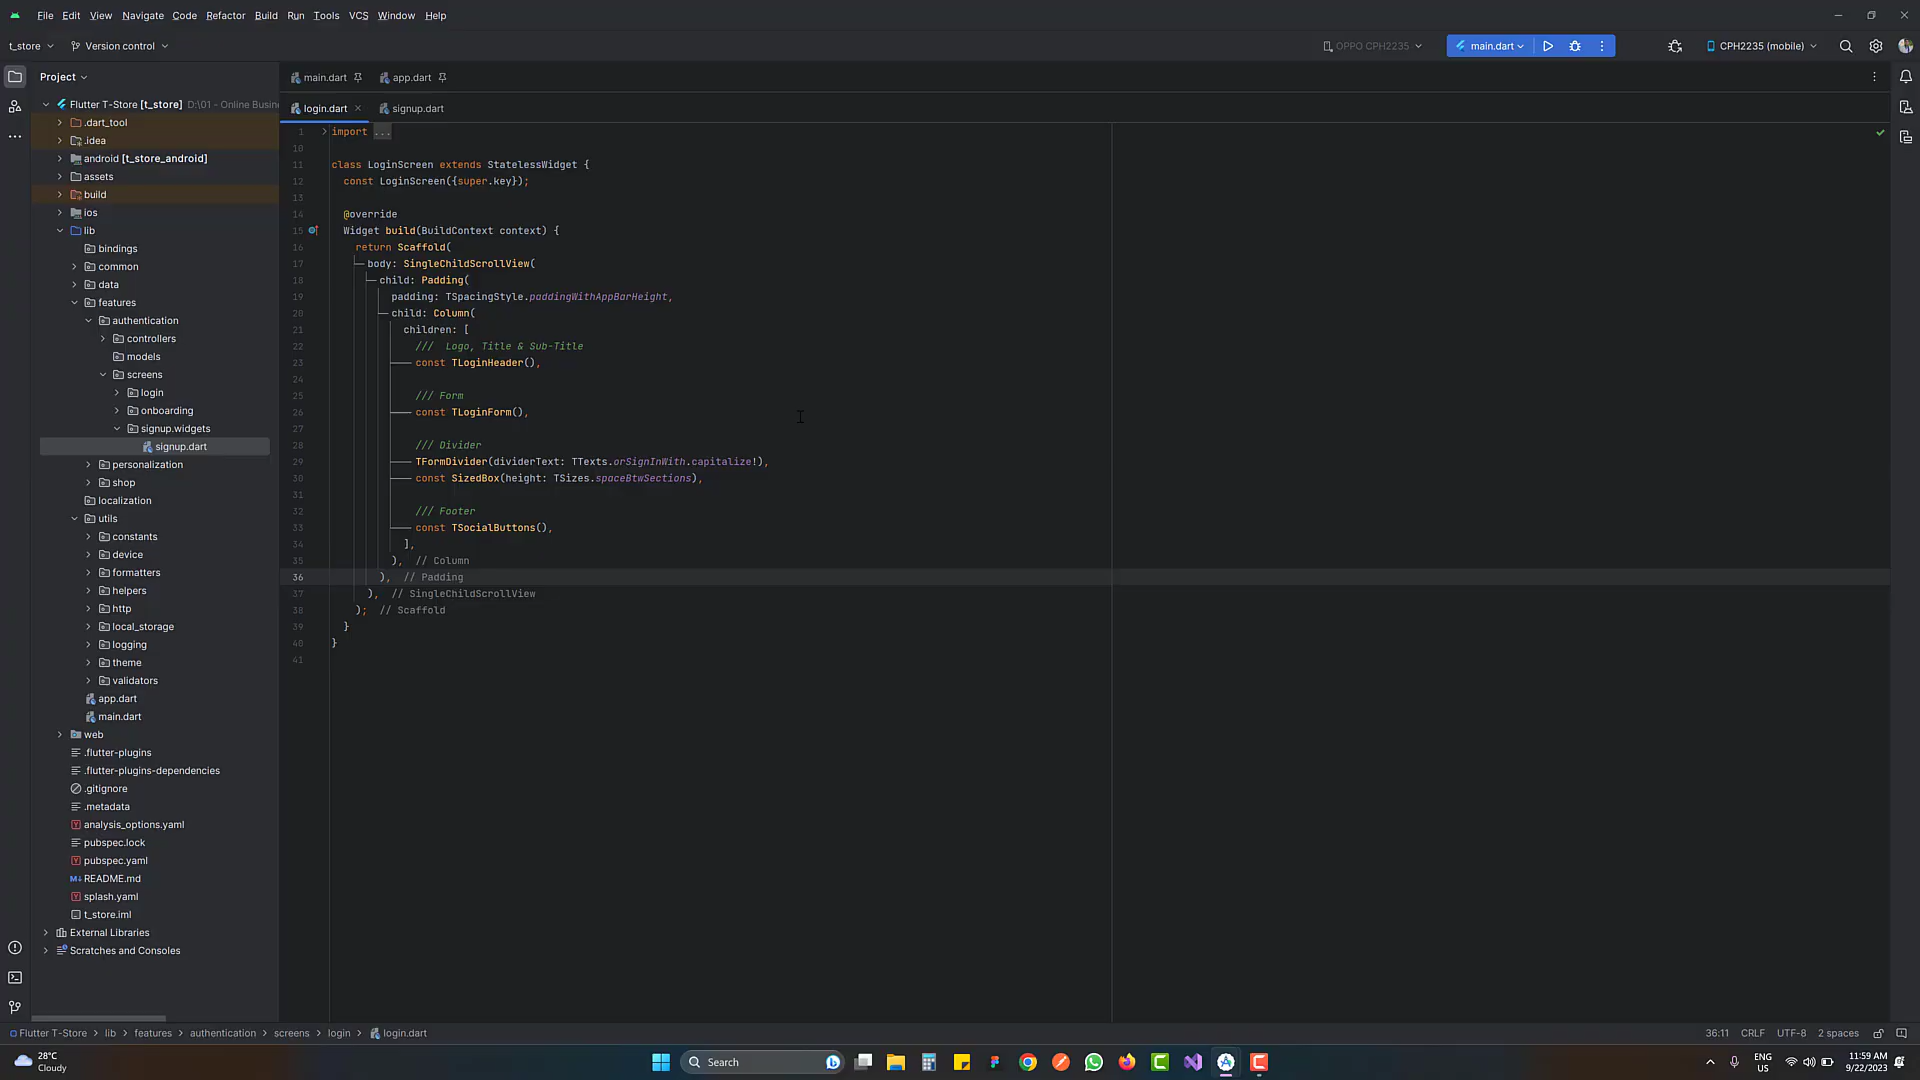 File Edit View Navigate Code Refactor Build Run Tools VCS Window Help
t_store Version control OPPO CPH2235 main.dart CPH2235 (mobile)
Project
main.dart app.dart
login.dart signup.dart
Flutter T-Store [t_store] D:\01 - Online Busin
.dart_tool
.idea
android [t_store_android]
assets
build
ios
lib
bindings
common
data
features
authentication
controllers
models
screens
login
onboarding
signup.widgets
signup.dart
personalization
shop
localization
utils
constants
device
formatters
helpers
http
local_storage
logging
theme
validators
app.dart
main.dart
web
.flutter-plugins
.flutter-plugins-dependencies
.gitignore
.metadata
analysis_options.yaml
pubspec.lock
pubspec.yaml
README.md
splash.yaml
t_store.iml
External Libraries
Scratches and Consoles
1 import ...
10
11 class LoginScreen extends StatelessWidget {
12 const LoginScreen({super.key});
13
14 @override
15 Widget build(BuildContext context) {
16 return Scaffold(
17 body: SingleChildScrollView(
18 child: Padding(
19 padding: TSpacingStyle.paddingWithAppBarHeight,
20 child: Column(
21 children: [
22 /// Logo, Title & Sub-Title
23 const TLoginHeader(),
24
25 /// Form
26 const TLoginForm(),
27
28 /// Divider
29 TFormDivider(dividerText: TTexts.orSignInWith.capitalize!),
30 const SizedBox(height: TSizes.spaceBtwSections),
31
32 /// Footer
33 const TSocialButtons(),
34 ],
35 ), // Column
36 ), // Padding
37 ), // SingleChildScrollView
38 ); // Scaffold
39 }
40 }
41
Flutter T-Store > lib > features > authentication > screens > login > login.dart 36:11 CRLF UTF-8 2 spaces
28°C
Cloudy
Search
ENG
US
11:59 AM
9/22/2023